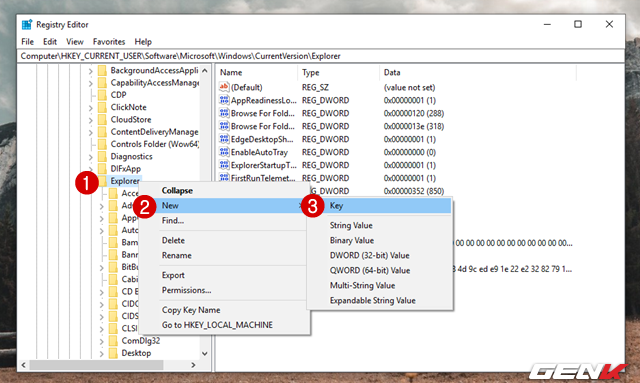 Registry Editor
File Edit View Favorites Help
Computer\HKEY_CURRENT_USER\Software\Microsoft\Windows\CurrentVersion\Explorer
BackgroundAccessAppli
CapabilityAccessManage
CDP
ClickNote
CloudStore
ContentDeliveryManage
Controls Folder (Wow64)
Diagnostics
DIFxApp
Explorer
Acce
Adv
App
Auto
Bam
Bann
BitBu
Cabi
CD B
CIDO
CIDS
CLSI
ComDlg32
Desktop
Name Type Data
(Default) REG_SZ (value not set)
AppReadinessLo... REG_DWORD 0x00000001 (1)
Browse For Fold... REG_DWORD 0x00000120 (288)
Browse For Fold... REG_DWORD 0x0000013e (318)
EdgeDesktopSh... REG_DWORD 0x00000001 (1)
EnableAutoTray REG_DWORD 0x00000000 (0)
ExplorerStartupT... REG_DWORD 0x00000001 (1)
FirstRunTelemet... REG_DWORD 0x00000001 (1)
G_DWORD 0x00000352 (850)
00 00 00 00 00 00 00 00...
4d 9c ed e9 1e 22 e2 32 82 79 1...
1
Collapse
2 New
Find...
Delete
Rename
Export
Permissions...
Copy Key Name
Go to HKEY_LOCAL_MACHINE
3 Key
String Value
Binary Value
DWORD (32-bit) Value
QWORD (64-bit) Value
Multi-String Value
Expandable String Value
GENK